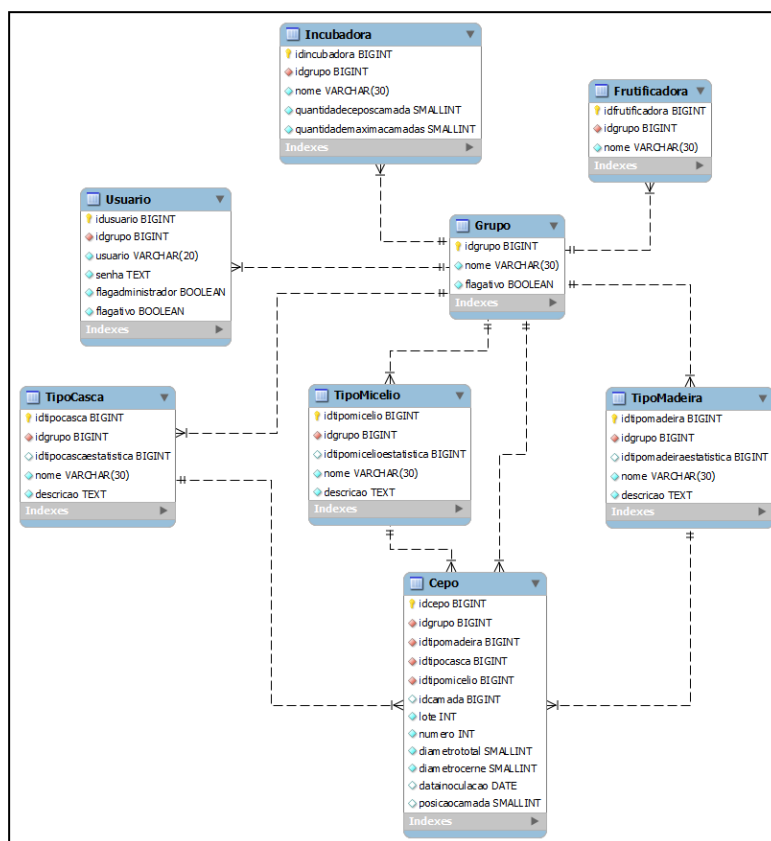 Incubadora
idincubadora BIGINT
idgrupo BIGINT
nome VARCHAR(30)
quantidadeceposcamada SMALLINT
quantidademaximacamadas SMALLINT
Indexes
Frutificadora
idfrutificadora BIGINT
idgrupo BIGINT
nome VARCHAR(30)
Indexes
Usuario
idusuario BIGINT
idgrupo BIGINT
usuario VARCHAR(20)
senha TEXT
flagadministrador BOOLEAN
flagativo BOOLEAN
Indexes
Grupo
idgrupo BIGINT
nome VARCHAR(30)
flagativo BOOLEAN
Indexes
TipoCasca
idtipocasca BIGINT
idgrupo BIGINT
idtipocascaestatistica BIGINT
nome VARCHAR(30)
descricao TEXT
Indexes
TipoMicelio
idtipomicelio BIGINT
idgrupo BIGINT
idtipomicelioestatistica BIGINT
nome VARCHAR(30)
descricao TEXT
Indexes
TipoMadeira
idtipomadeira BIGINT
idgrupo BIGINT
idtipomadeiraestatistica BIGINT
nome VARCHAR(30)
descricao TEXT
Indexes
Cepo
idcepo BIGINT
idgrupo BIGINT
idtipomadeira BIGINT
idtipocasca BIGINT
idtipomicelio BIGINT
idcamada BIGINT
lote INT
numero INT
diametrototal SMALLINT
diametrocerne SMALLINT
datainoculacao DATE
posicaocamada SMALLINT
Indexes